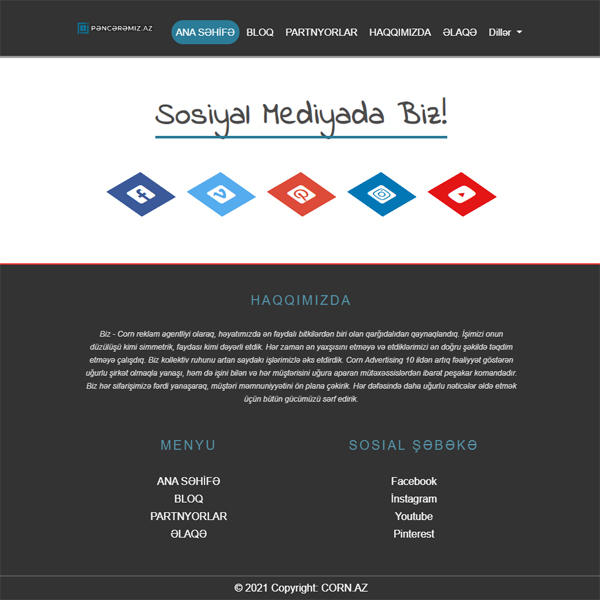 PƏNCƏRƏMIZ.AZ
ANA SƏHİFƏ BLOQ PARTNYORLAR HAQQIMIZDA ƏLAQƏ Dillər
Sosiyal Mediyada Biz!
HAQQIMIZDA
Biz - Corn reklam agentliyi olaraq, həyatımızda ən faydalı bitkilərdən biri olan qarğıdalıdan qaynaqlandıq. İşimizi onun
düzülüşü kimi simmetrik, faydası kimi dəyərli etdik. Hər zaman ən yaxşısını etməyə və etdiklərimizi ən doğru şəkildə təqdim
etməyə çalışdıq. Biz kollektiv ruhunu artan saydakı işlərimizlə əks etdirdik. Corn Advertising 10 ildən artıq fəaliyyət göstərən
uğurlu şirkət olmaqla yanaşı, həm də işini bilən və hər müştərisini uğura aparan mütəxəssislərdən ibarət peşəkar komandadır.
Biz hər sifarişimizə fərdi yanaşaraq, müştəri məmnuniyyətini ön plana çəkirik. Hər dəfəsində daha uğurlu nəticələr əldə etmək
üçün bütün gücümüzü sərf edirik.
MENYU
ANA SƏHİFƏ
BLOQ
PARTNYORLAR
ƏLAQƏ
SOSIAL ŞƏBƏKƏ
Facebook
İnstagram
Youtube
Pinterest
© 2021 Copyright: CORN.AZ